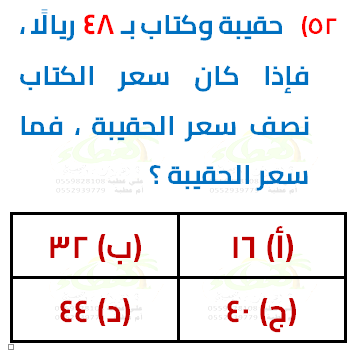 ٥٢) حقيبة وكتاب بـ ٤٨ ريالًا ،
فإذا كان سعر الكتاب
نصف سعر الحقيبة ، فما
سعر الحقيبة ؟
(أ) ١٦
(ب) ٣٢
(ج) ٤٠
(د) ٤٤